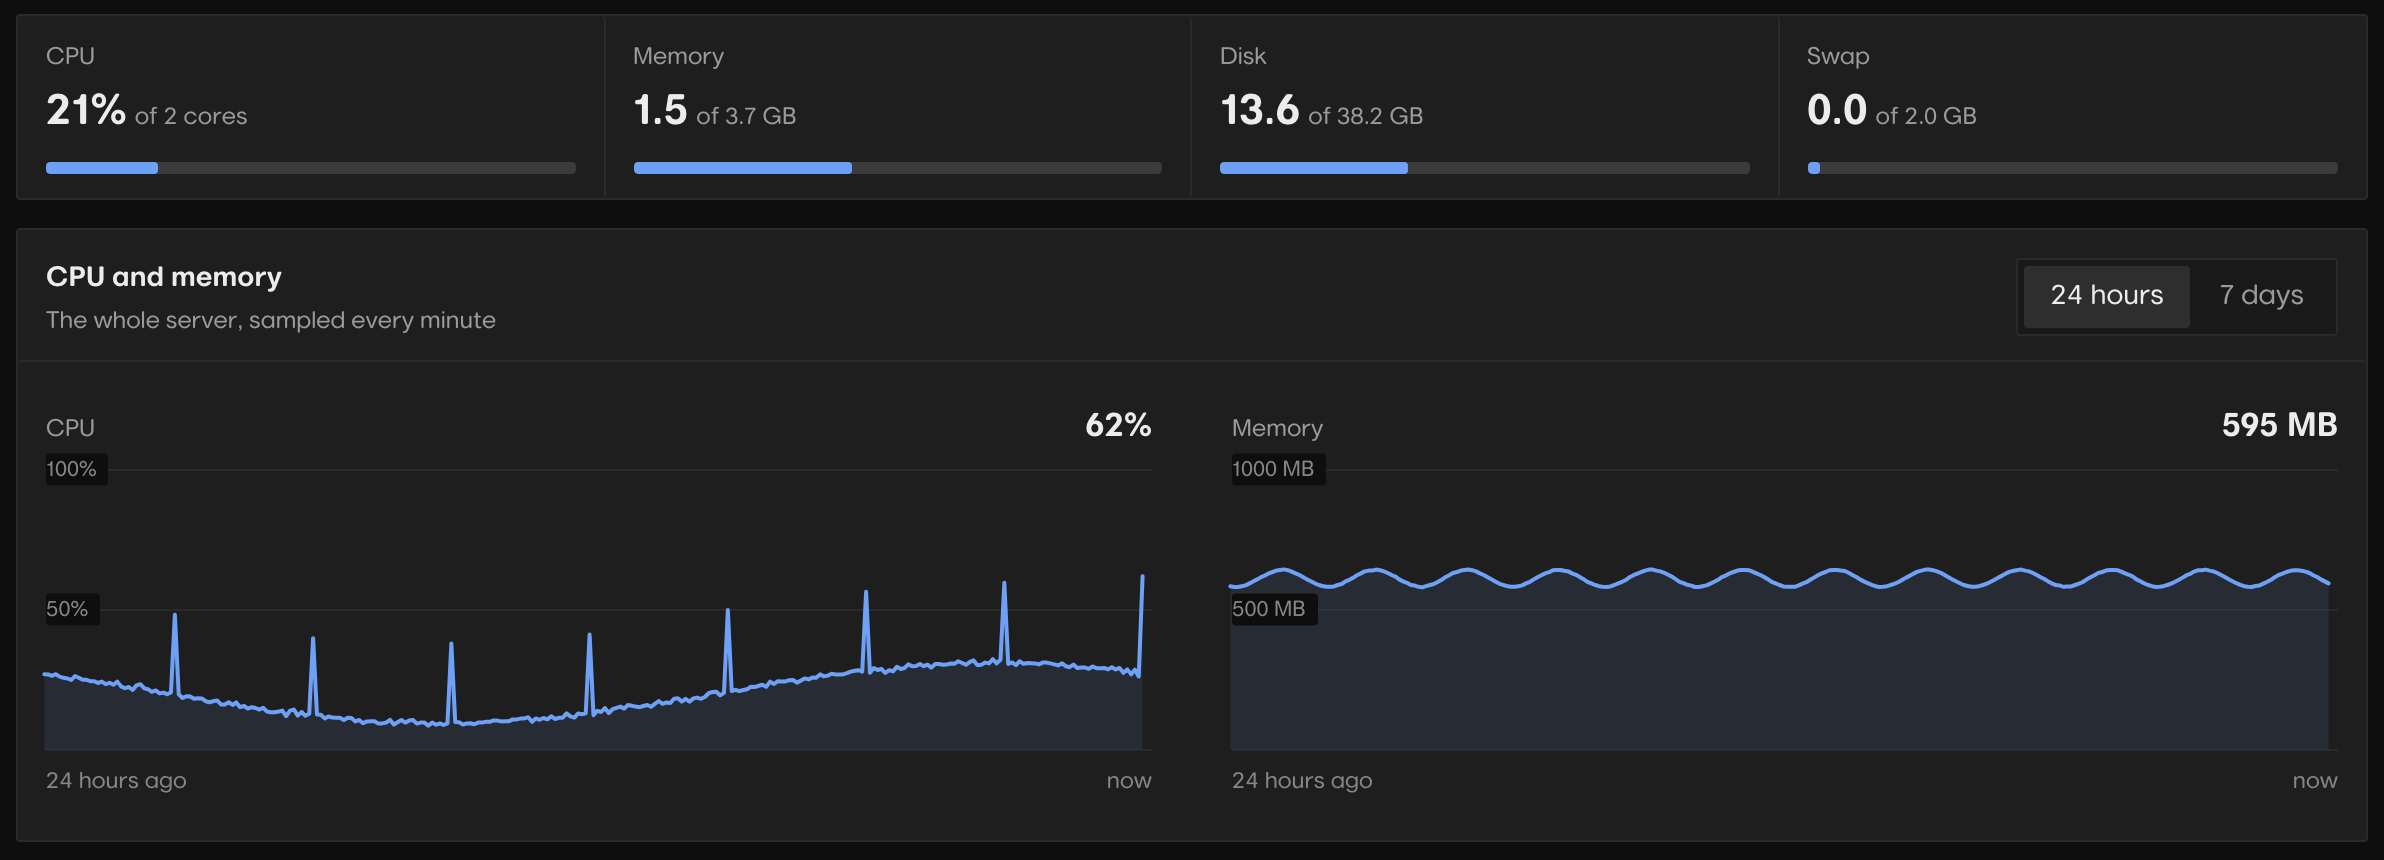 CPU
21% of 2 cores
Memory
1.5 of 3.7 GB
Disk
13.6 of 38.2 GB
Swap
0.0 of 2.0 GB
CPU and memory
The whole server, sampled every minute
24 hours
7 days
CPU
62%
100%
50%
24 hours ago
now
Memory
595 MB
1000 MB
500 MB
24 hours ago
now